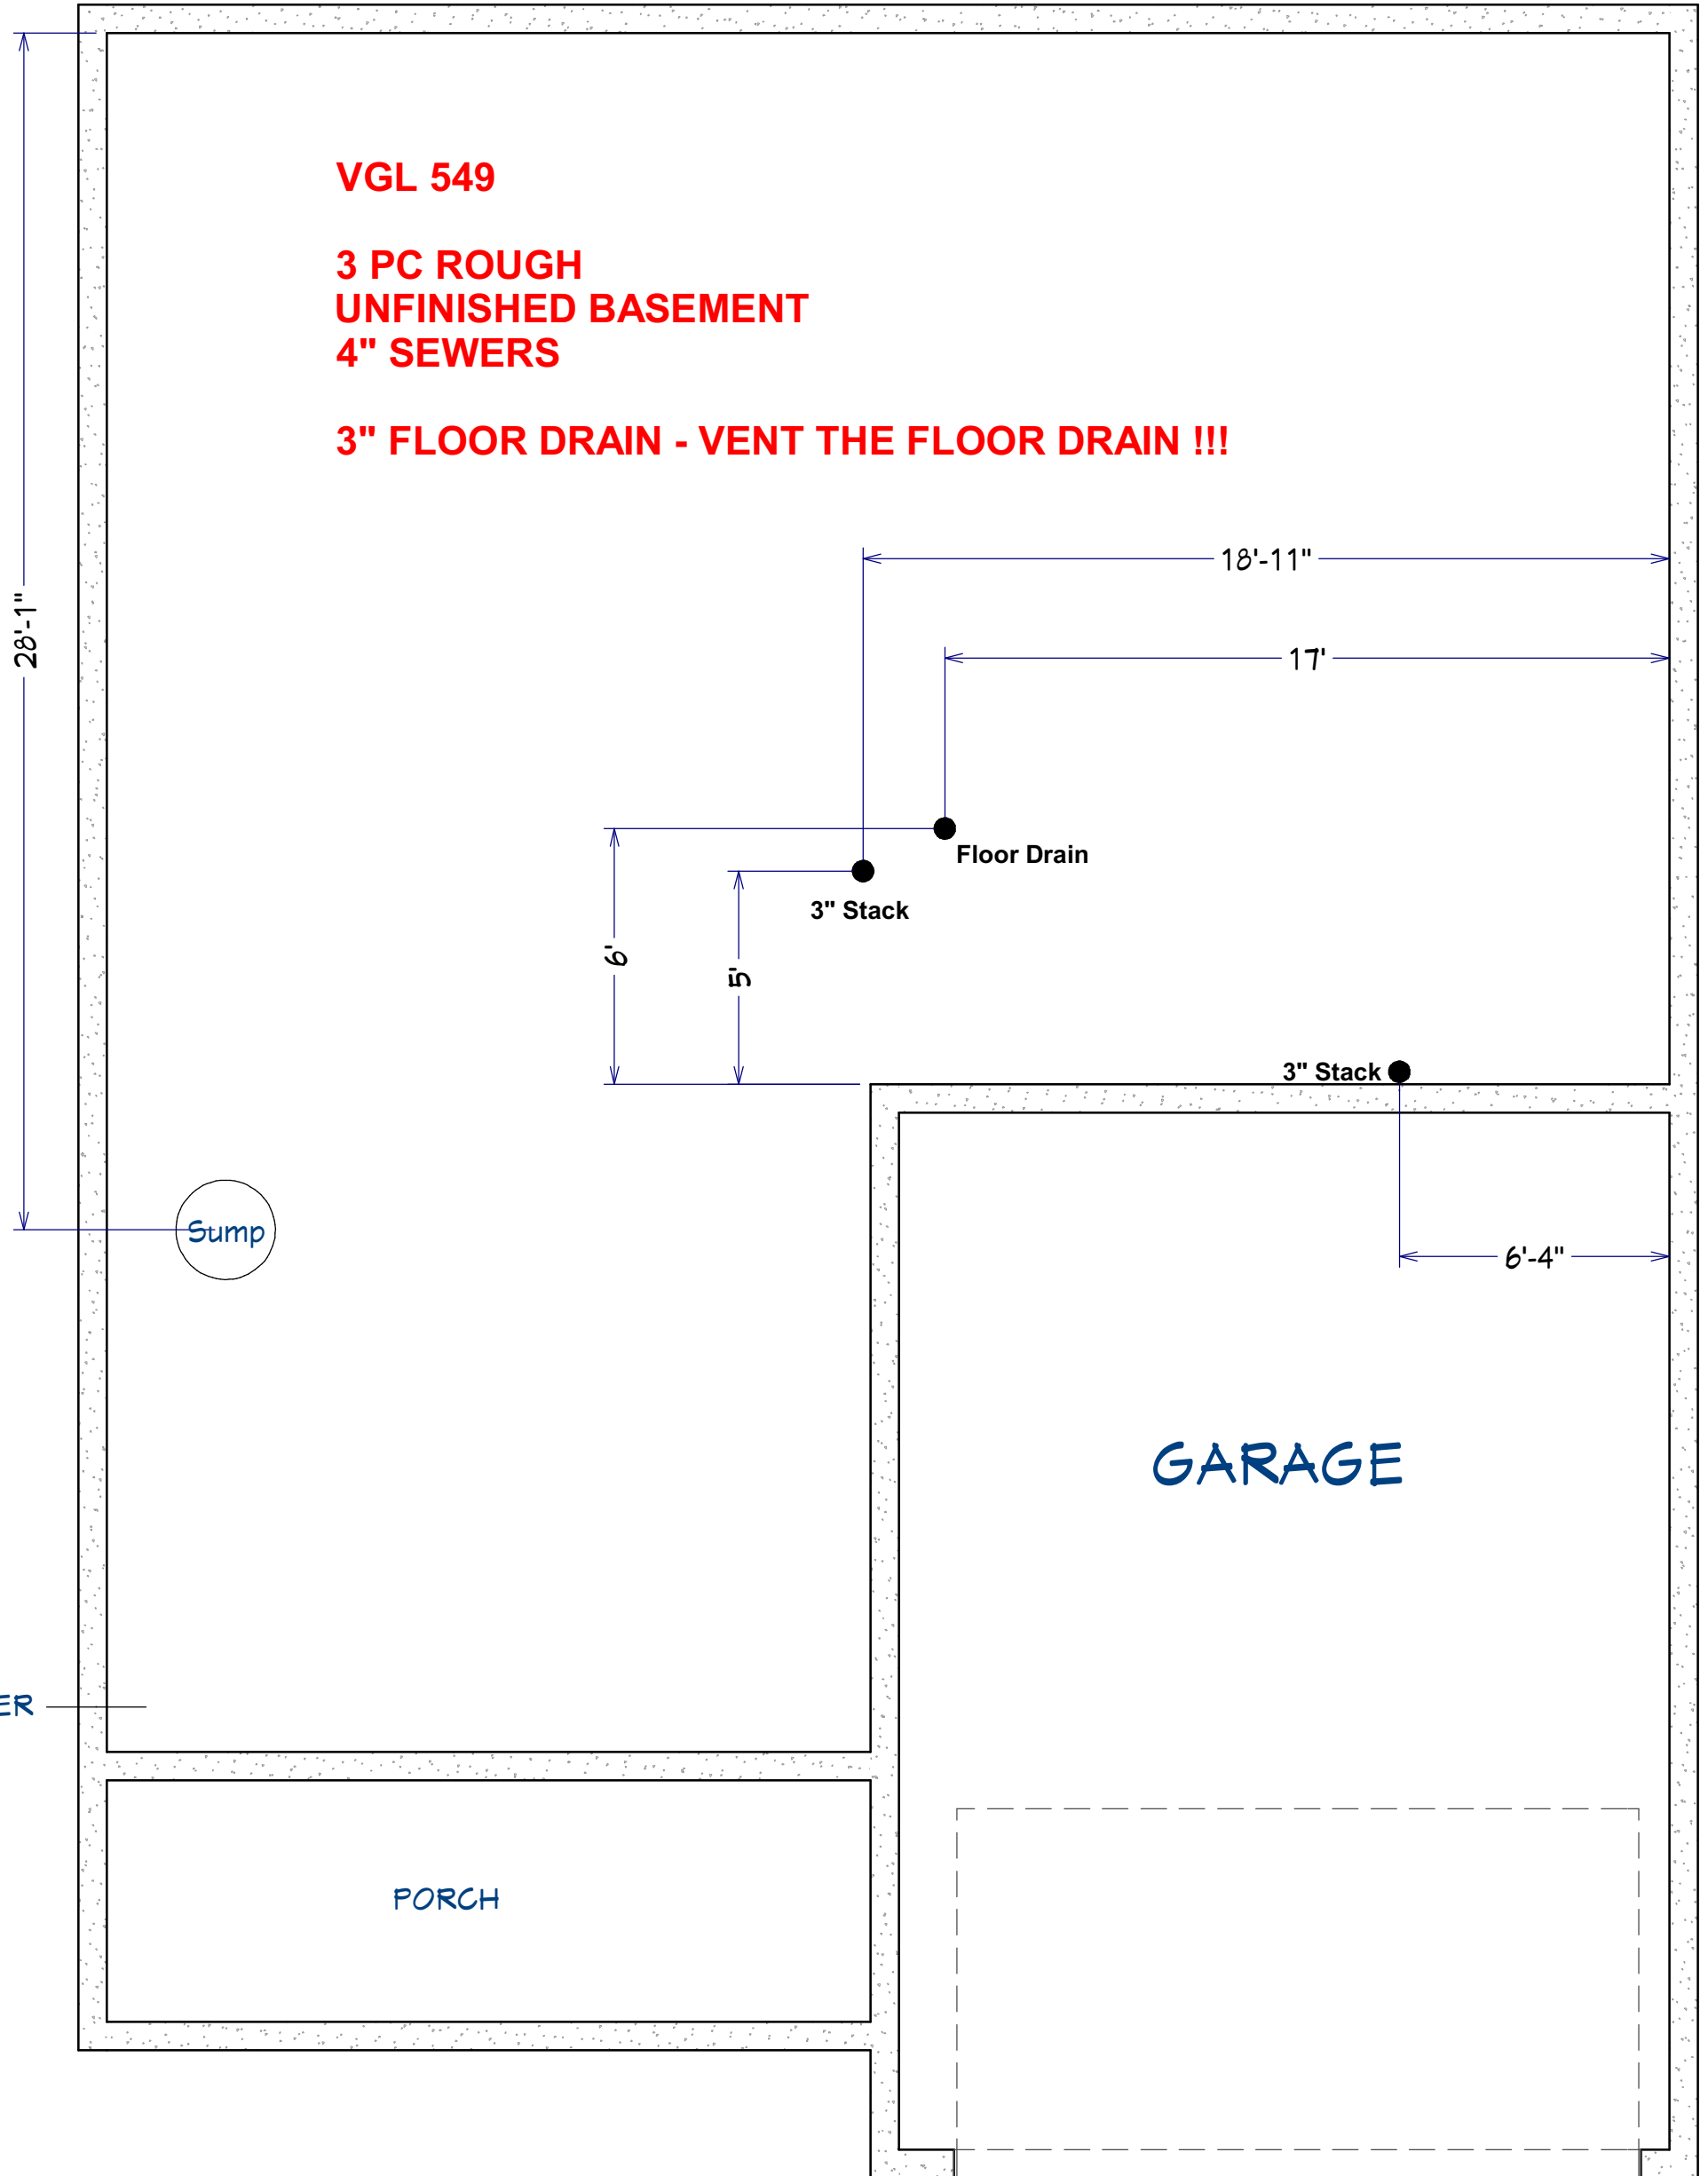 VGL 549
3 PC ROUGH
UNFINISHED BASEMENT
4" SEWERS
3" FLOOR DRAIN - VENT THE FLOOR DRAIN !!!
18'-11"
28'-1"
17'
Floor Drain
3" Stack
6'
5'
3" Stack
Sump
6'-4"
GARAGE
ER
PORCH